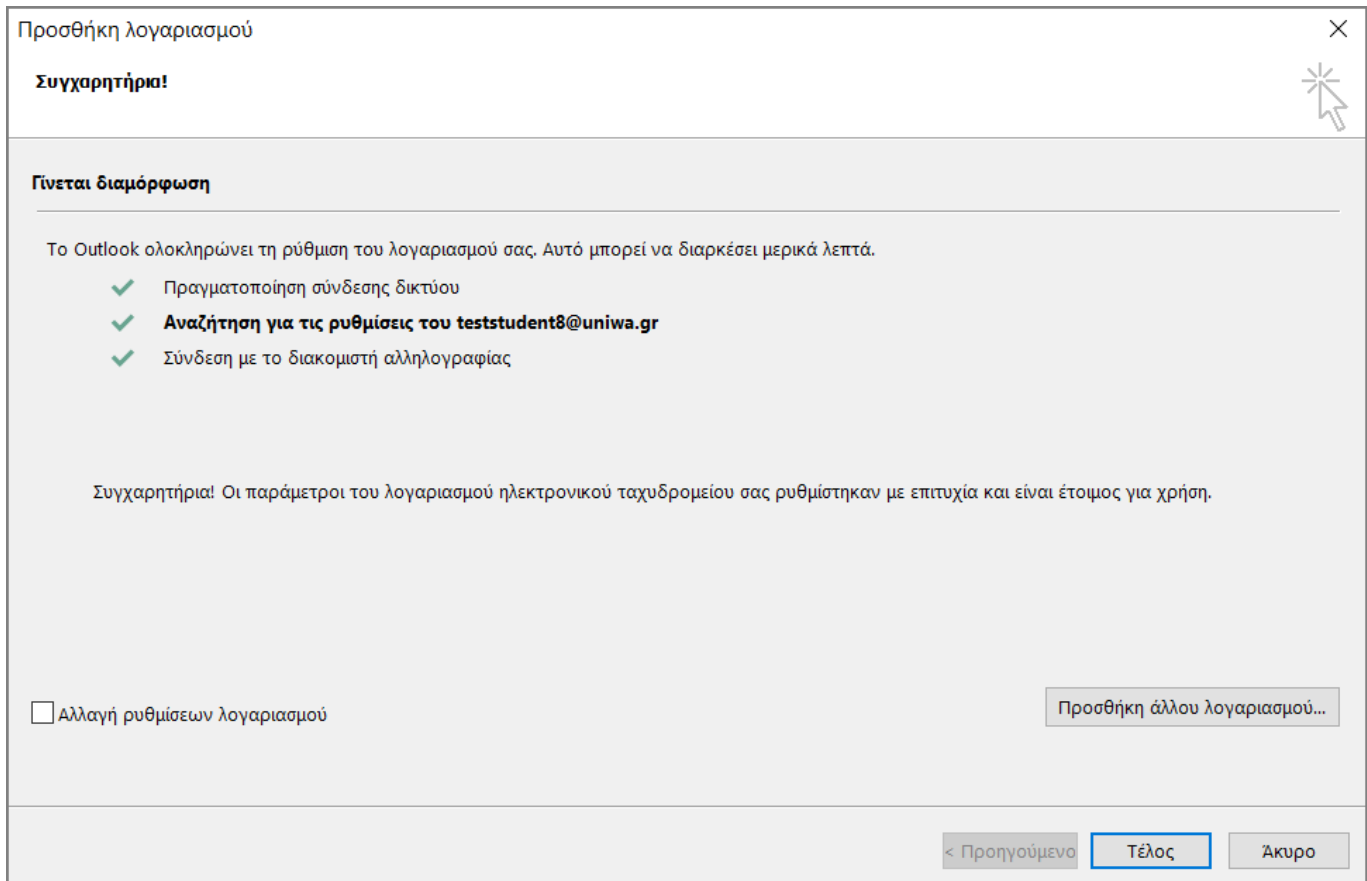 Προσθήκη λογαριασμού
Συγχαρητήρια!
Γίνεται διαμόρφωση
Το Outlook ολοκληρώνει τη ρύθμιση του λογαριασμού σας. Αυτό μπορεί να διαρκέσει μερικά λεπτά.
Πραγματοποίηση σύνδεσης δικτύου
Αναζήτηση για τις ρυθμίσεις του teststudent8@uniwa.gr
Σύνδεση με το διακομιστή αλληλογραφίας
Συγχαρητήρια! Οι παράμετροι του λογαριασμού ηλεκτρονικού ταχυδρομείου σας ρυθμίστηκαν με επιτυχία και είναι έτοιμος για χρήση.
Αλλαγή ρυθμίσεων λογαριασμού
Προσθήκη άλλου λογαριασμού...
< Προηγούμενο
Τέλος
Άκυρο